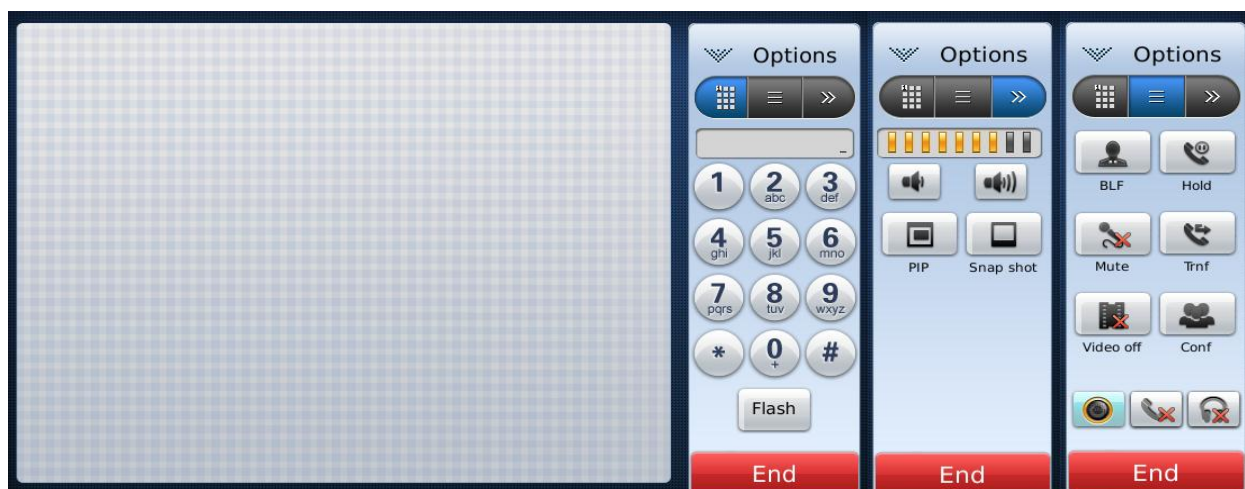 Options
1
2 abc
3 def
4 ghi
5 jkl
6 mno
7 pqrs
8 tuv
9 wxyz
*
0 +
#
Flash
End
Options
PIP
Snap shot
End
Options
BLF
Hold
Mute
Trnf
Video off
Conf
End